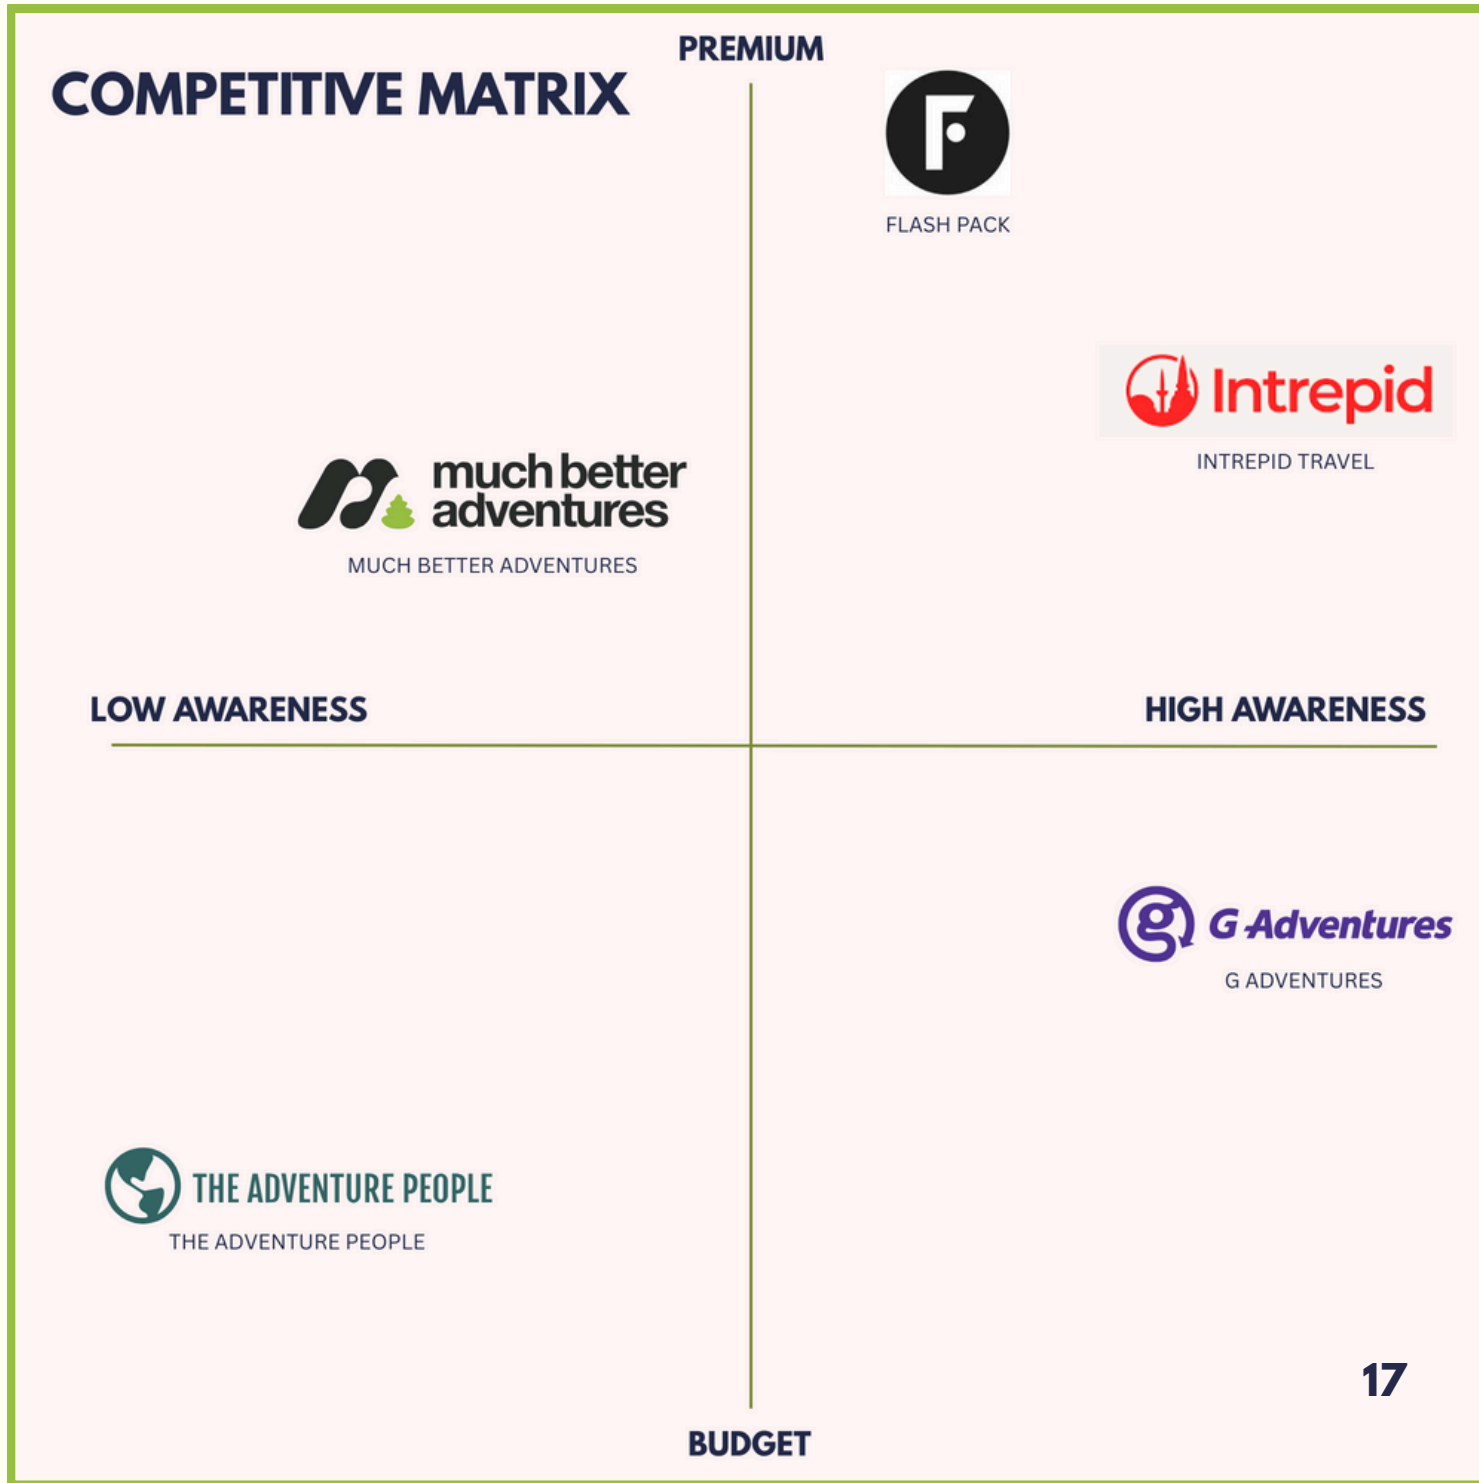 PREMIUM
COMPETITIVE MATRIX
F
FLASH PACK
Intrepid
INTREPID TRAVEL
much better
adventures
MUCH BETTER ADVENTURES
LOW AWARENESS
HIGH AWARENESS
g G Adventures
G ADVENTURES
THE ADVENTURE PEOPLE
THE ADVENTURE PEOPLE
17
BUDGET